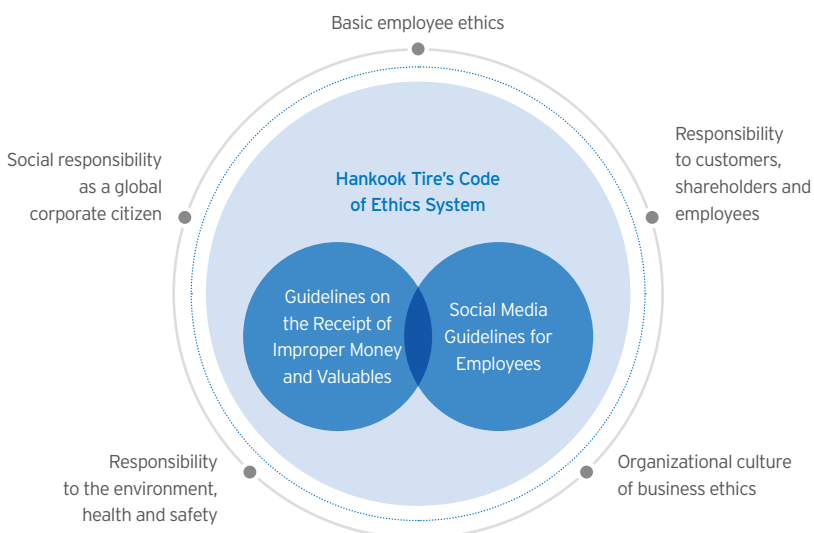 Basic employee ethics
Social responsibility
as a global
corporate citizen
Responsibility
to customers,
shareholders and
employees
Hankook Tire's Code
of Ethics System
Guidelines on
the Receipt of
Improper Money
and Valuables
Social Media
Guidelines for
Employees
Responsibility
to the environment,
health and safety
Organizational culture
of business ethics